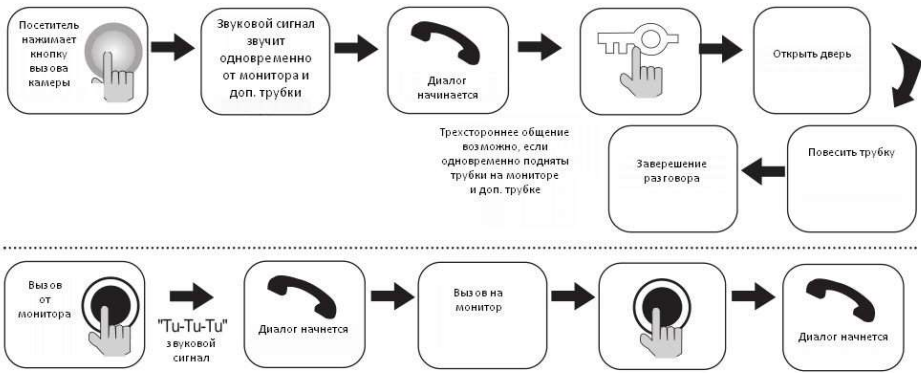 Посетитель
нажимает
кнопку
вызова
камеры
Звуковой сигнал
звучит
одновременно
от монитора и
доп. трубки
Диалог
начинается
Открыть дверь
Трехстороннее общение
возможно, если
одновременно подняты
трубки на мониторе
и доп. трубке
Заверешение
разговора
Повесить трубку
Вызов
от
монитора
"Tu-Tu-Tu"
звуковой
сигнал
Диалог начнется
Вызов на
монитор
Диалог начнется